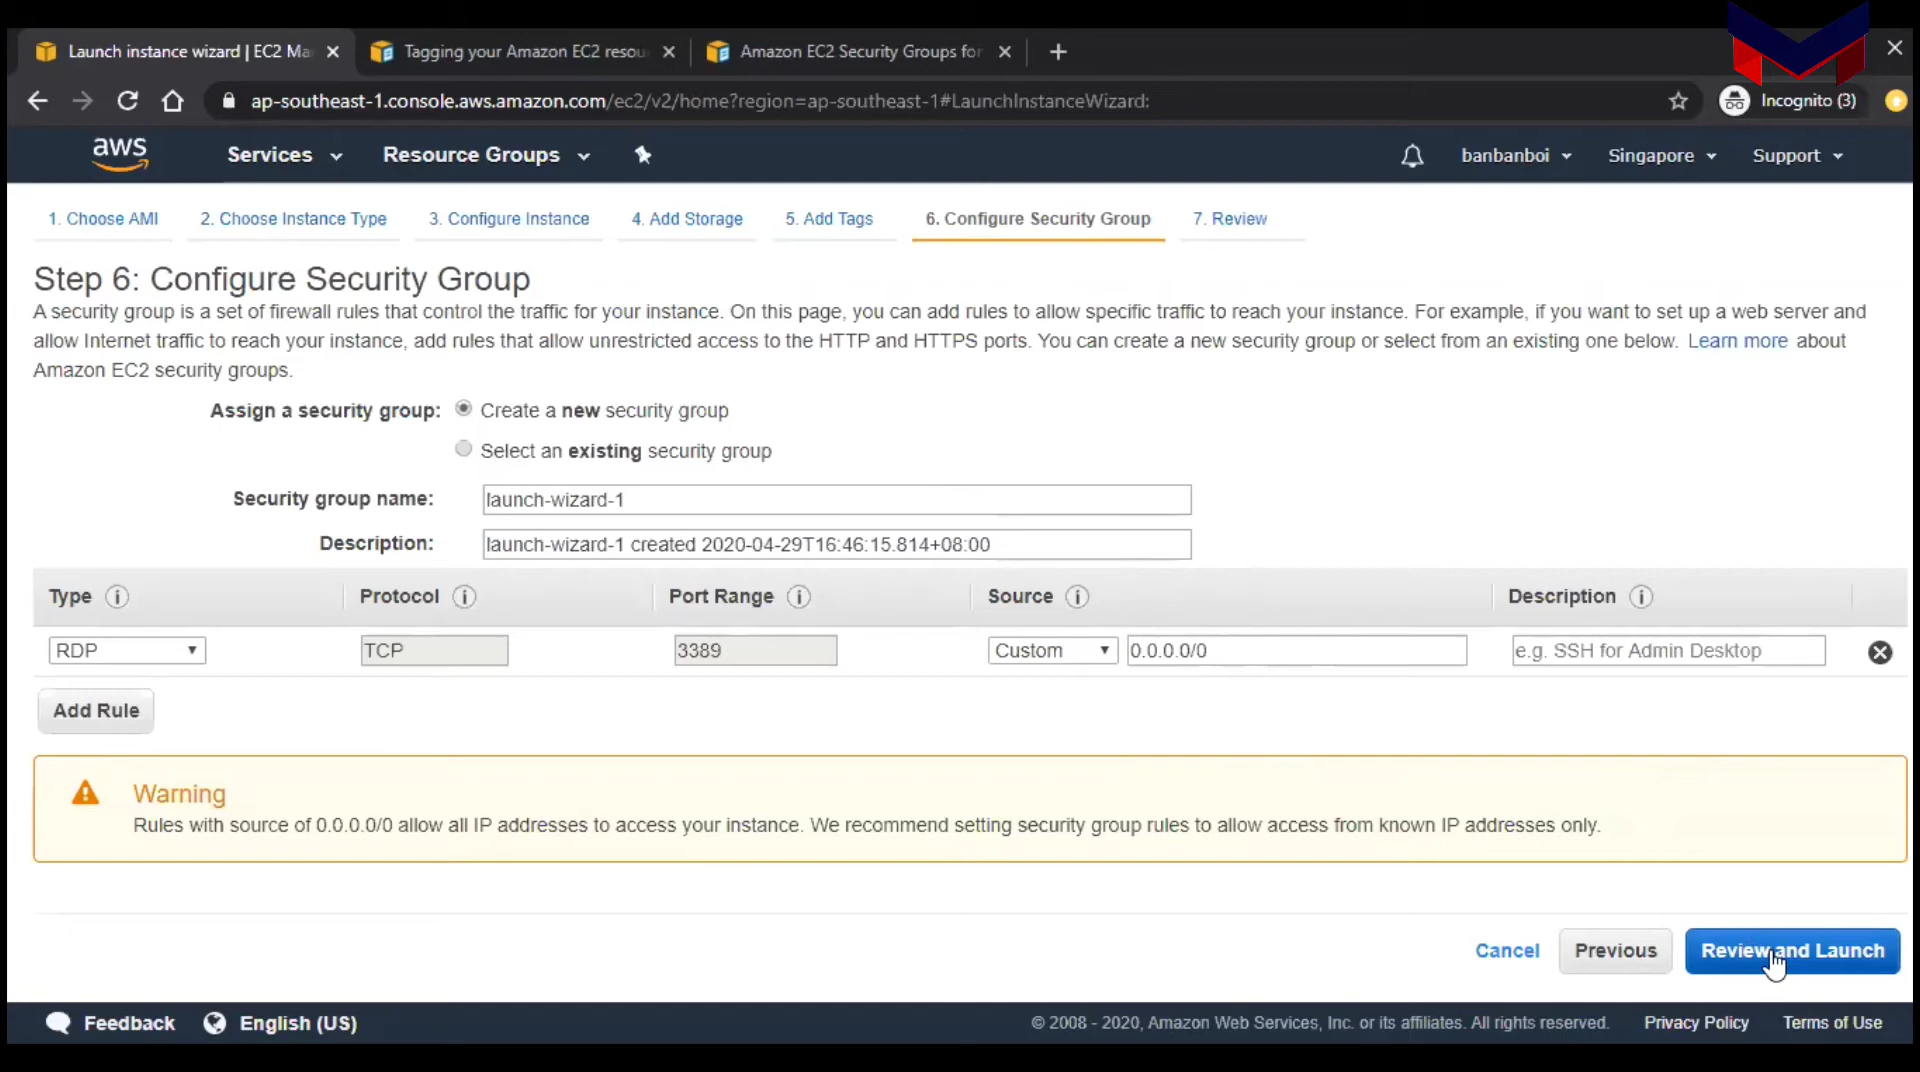 Launch instance wizard | EC2 Ma
Tagging your Amazon EC2 resou
Amazon EC2 Security Groups for
ap-southeast-1.console.aws.amazon.com/ec2/v2/home?region=ap-southeast-1#LaunchInstanceWizard:
Incognito (3)
aws
Services
Resource Groups
banbanboi
Singapore
Support
1. Choose AMI
2. Choose Instance Type
3. Configure Instance
4. Add Storage
5. Add Tags
6. Configure Security Group
7. Review
Step 6: Configure Security Group
A security group is a set of firewall rules that control the traffic for your instance. On this page, you can add rules to allow specific traffic to reach your instance. For example, if you want to set up a web server and
allow Internet traffic to reach your instance, add rules that allow unrestricted access to the HTTP and HTTPS ports. You can create a new security group or select from an existing one below. Learn more about
Amazon EC2 security groups.
Assign a security group: Create a new security group
Select an existing security group
Security group name: launch-wizard-1
Description: launch-wizard-1 created 2020-04-29T16:46:15.814+08:00
Type Protocol Port Range Source Description
RDP TCP 3389 Custom 0.0.0.0/0 e.g. SSH for Admin Desktop
Add Rule
Warning
Rules with source of 0.0.0.0/0 allow all IP addresses to access your instance. We recommend setting security group rules to allow access from known IP addresses only.
Cancel Previous Review and Launch
Feedback English (US) © 2008 - 2020, Amazon Web Services, Inc. or its affiliates. All rights reserved. Privacy Policy Terms of Use